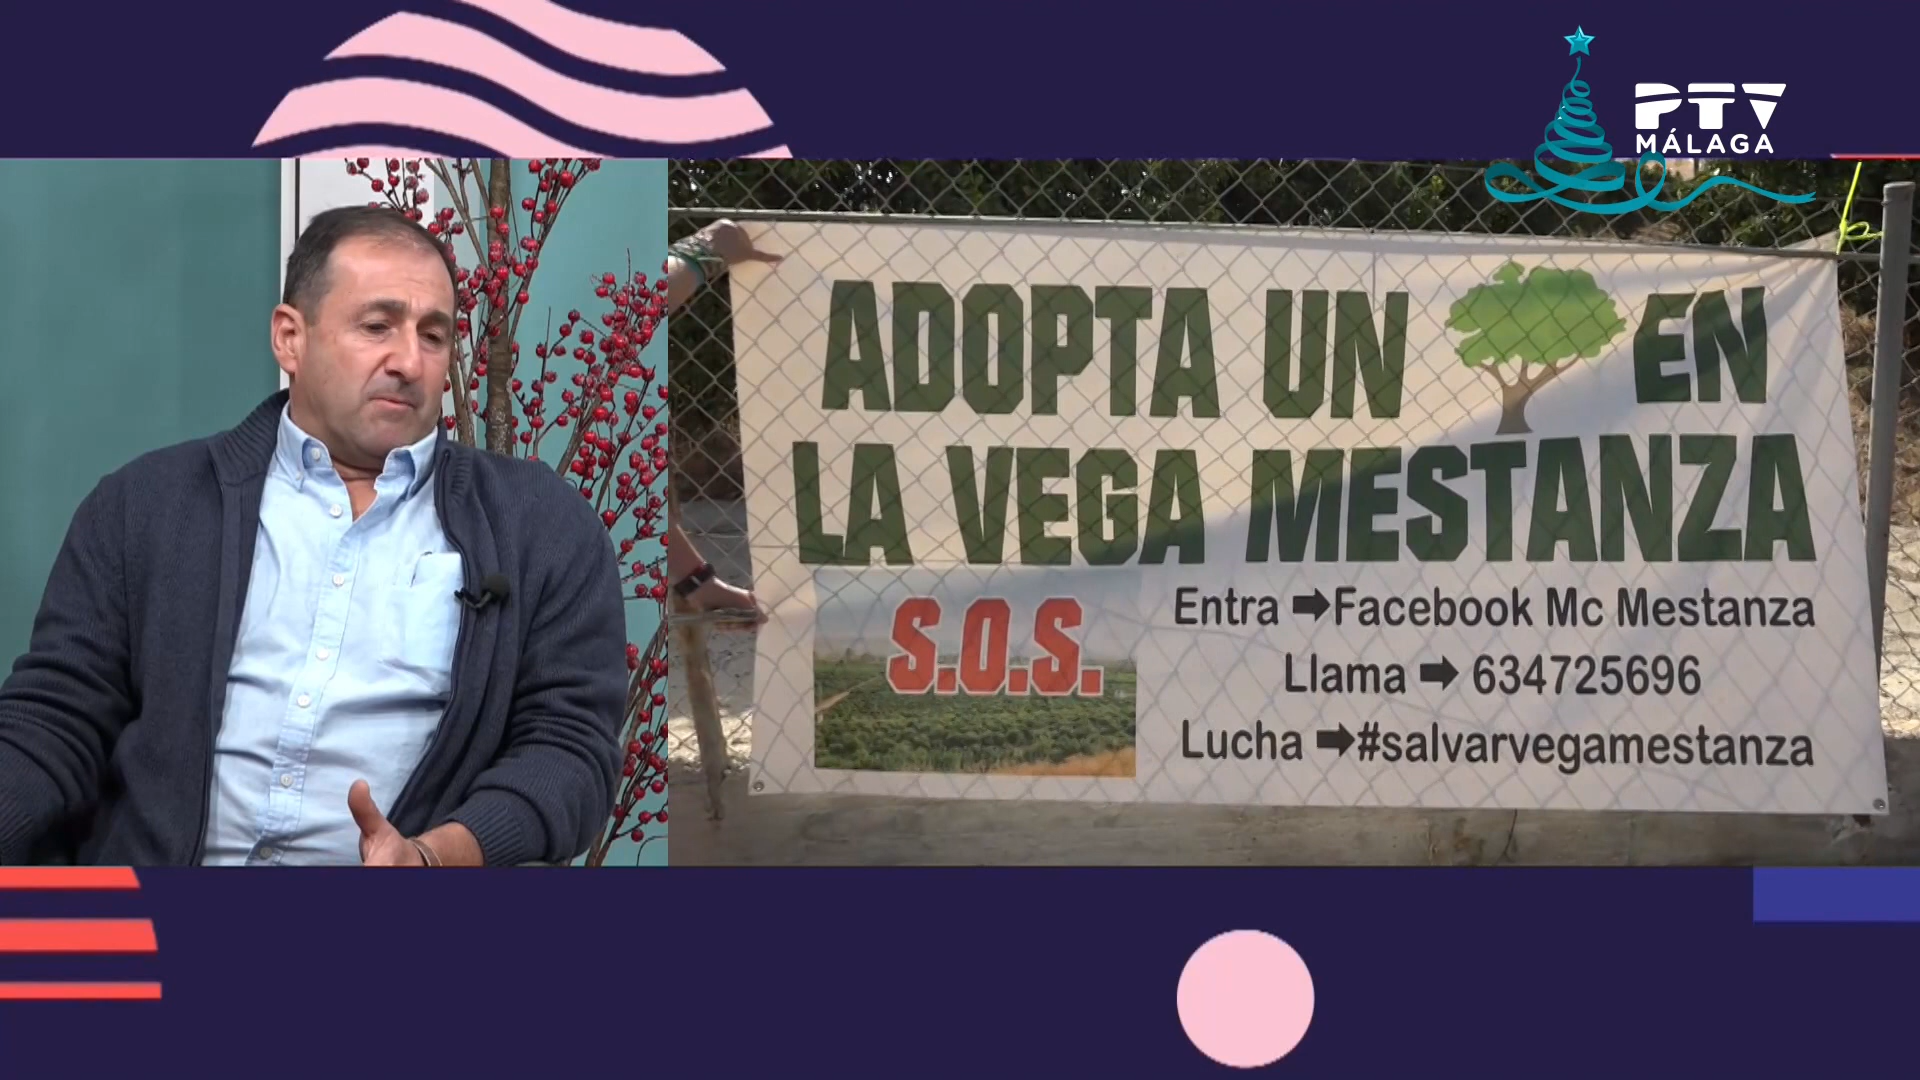 PTV
MÁLAGA
ADOPTA UN EN
LA VEGA MESTANZA
S.O.S.
Entra ➡Facebook Mc Mestanza
Llama ➡ 634725696
Lucha ➡#salvarvegamestanza